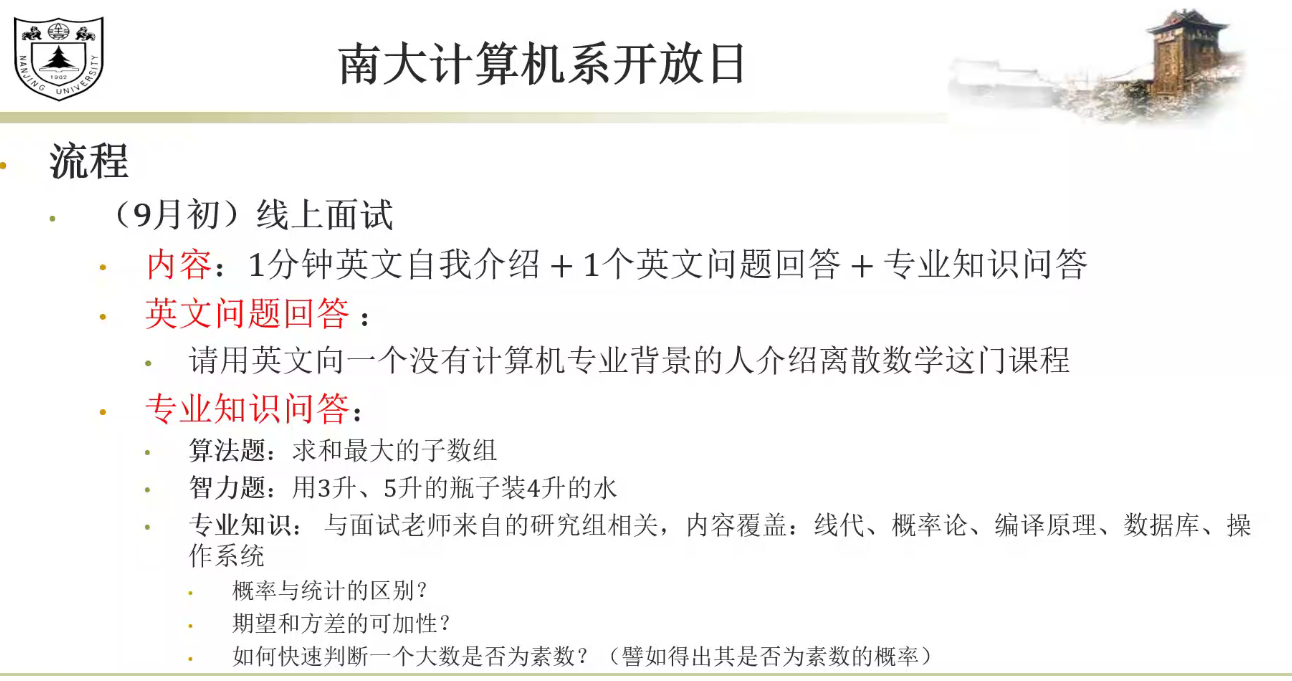 南大计算机系开放日
NANJING UNIVERSITY
1902
流程
（9月初）线上面试
内容：1分钟英文自我介绍 + 1个英文问题回答 + 专业知识问答
英文问题回答：
请用英文向一个没有计算机专业背景的人介绍离散数学这门课程
专业知识问答：
算法题：求和最大的子数组
智力题：用3升、5升的瓶子装4升的水
专业知识： 与面试老师来自的研究组相关，内容覆盖：线代、概率论、编译原理、数据库、操
作系统
概率与统计的区别？
期望和方差的可加性？
如何快速判断一个大数是否为素数？（譬如得出其是否为素数的概率）